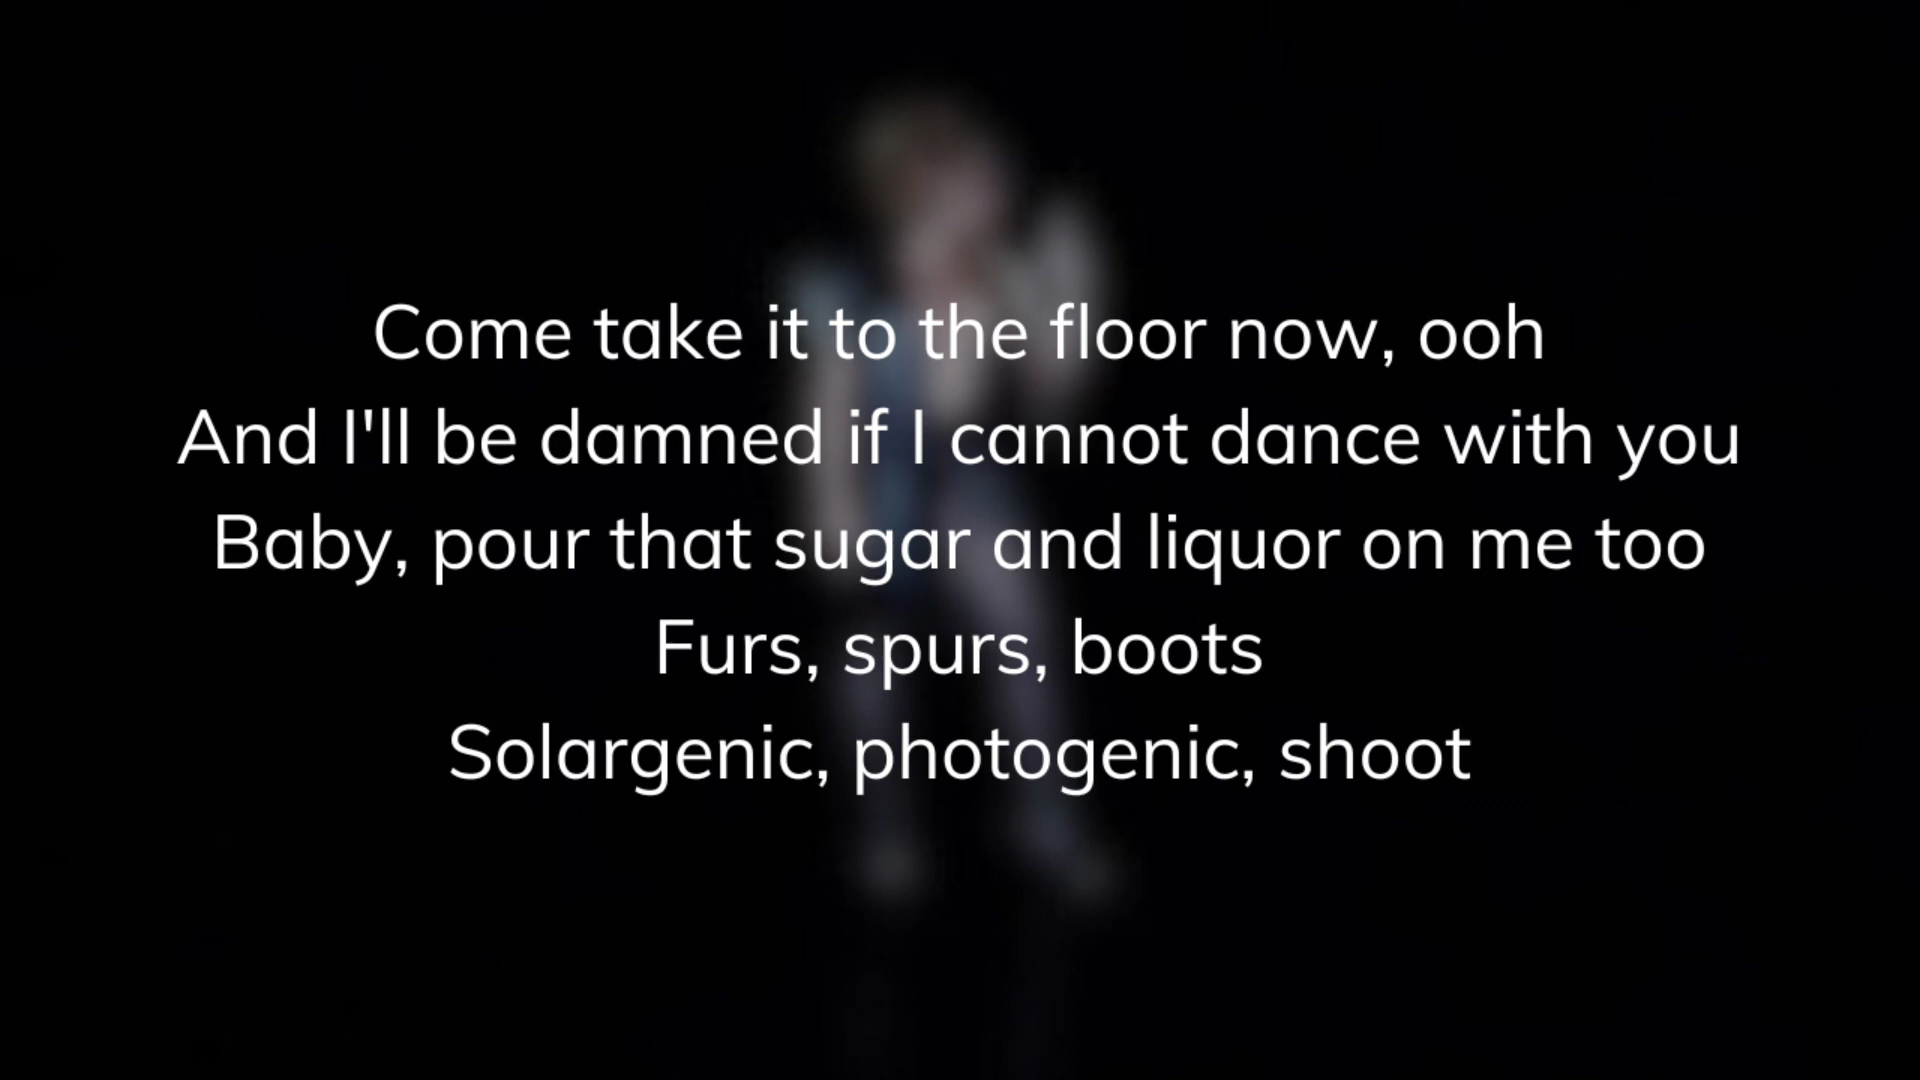 Come take it to the floor now, ooh
And I'll be damned if I cannot dance with you
Baby, pour that sugar and liquor on me too
Furs, spurs, boots
Solargenic, photogenic, shoot